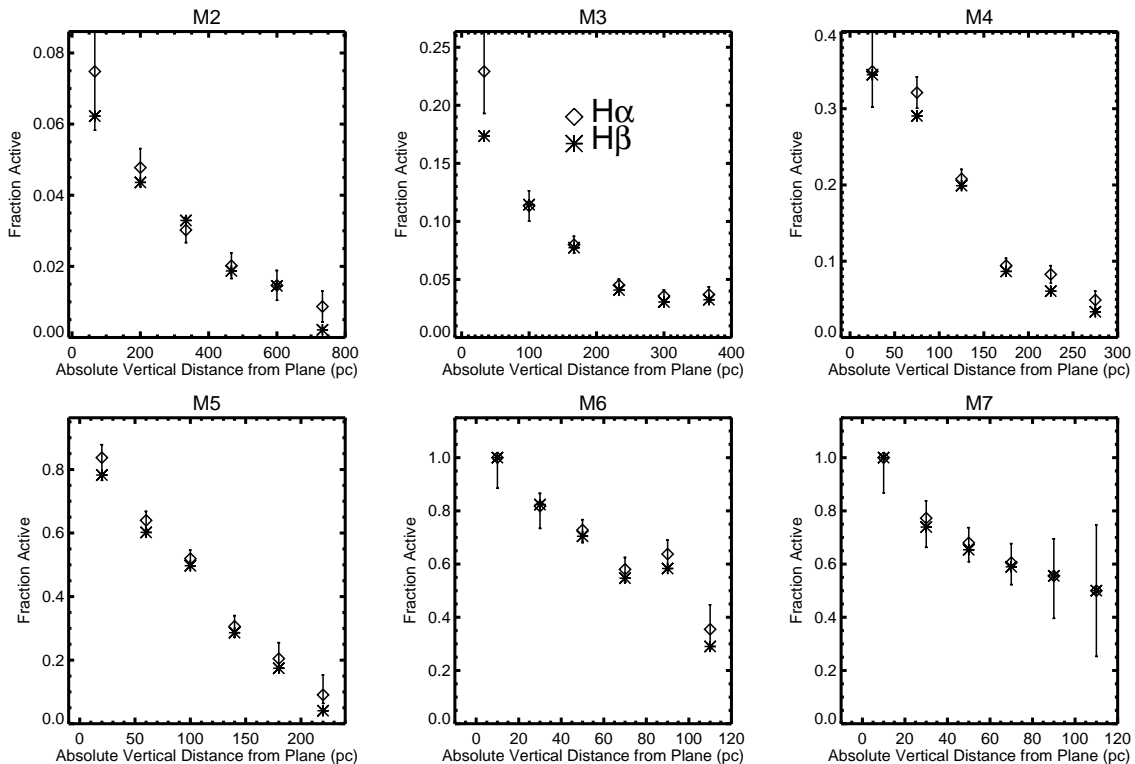 M2
Fraction Active
0.08
0.06
0.04
0.02
0.00
0 200 400 600 800
Absolute Vertical Distance from Plane (pc)
M3
Fraction Active
0.25
0.20
0.15
0.10
0.05
0.00
Hα
Hβ
0 100 200 300 400
Absolute Vertical Distance from Plane (pc)
M4
Fraction Active
0.4
0.3
0.2
0.1
0.0
0 50 100 150 200 250 300
Absolute Vertical Distance from Plane (pc)
M5
Fraction Active
0.8
0.6
0.4
0.2
0.0
0 50 100 150 200
Absolute Vertical Distance from Plane (pc)
M6
Fraction Active
1.0
0.8
0.6
0.4
0.2
0.0
0 20 40 60 80 100 120
Absolute Vertical Distance from Plane (pc)
M7
Fraction Active
1.0
0.8
0.6
0.4
0.2
0.0
0 20 40 60 80 100 120
Absolute Vertical Distance from Plane (pc)